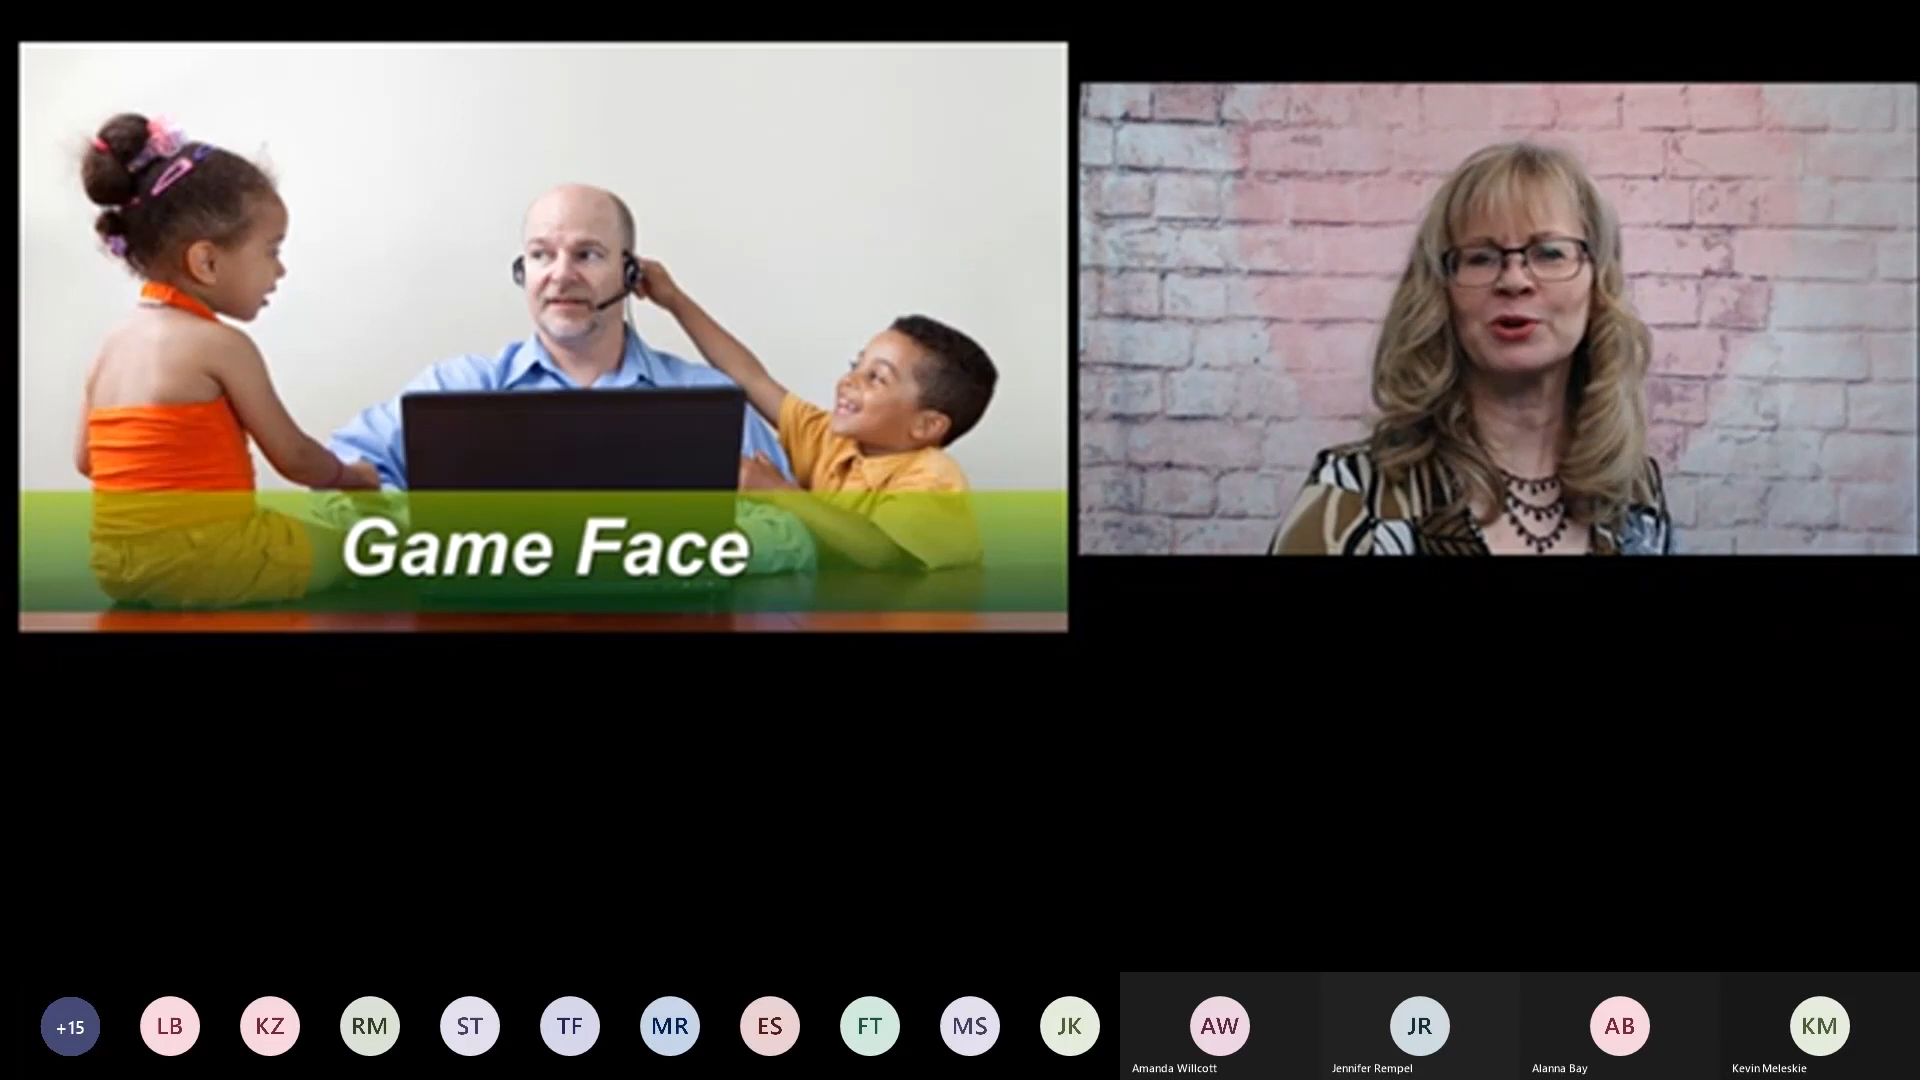 Game Face
+15
LB
KZ
RM
ST
TF
MR
ES
FT
MS
JK
AW
JR
AB
KM
Amanda Willcott
Jennifer Rempel
Alanna Bay
Kevin Meleskie